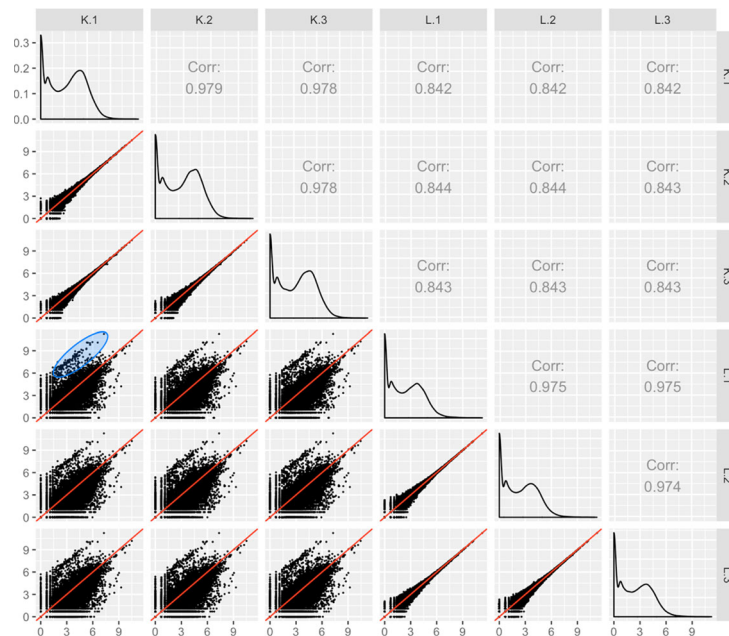 K.1 K.2 K.3 L.1 L.2 L.3
0.3
0.2
0.1
0.0
Corr:
0.979
Corr:
0.978
Corr:
0.842
Corr:
0.842
Corr:
0.842
K.1
9
6
3
0
Corr:
0.978
Corr:
0.844
Corr:
0.844
Corr:
0.843
K.2
9
6
3
0
Corr:
0.843
Corr:
0.843
Corr:
0.843
K.3
9
6
3
0
Corr:
0.975
Corr:
0.975
L.1
9
6
3
0
Corr:
0.974
L.2
9
6
3
0
L.3
0 3 6 9 0 3 6 9 0 3 6 9 0 3 6 9 0 3 6 9 0 3 6 9